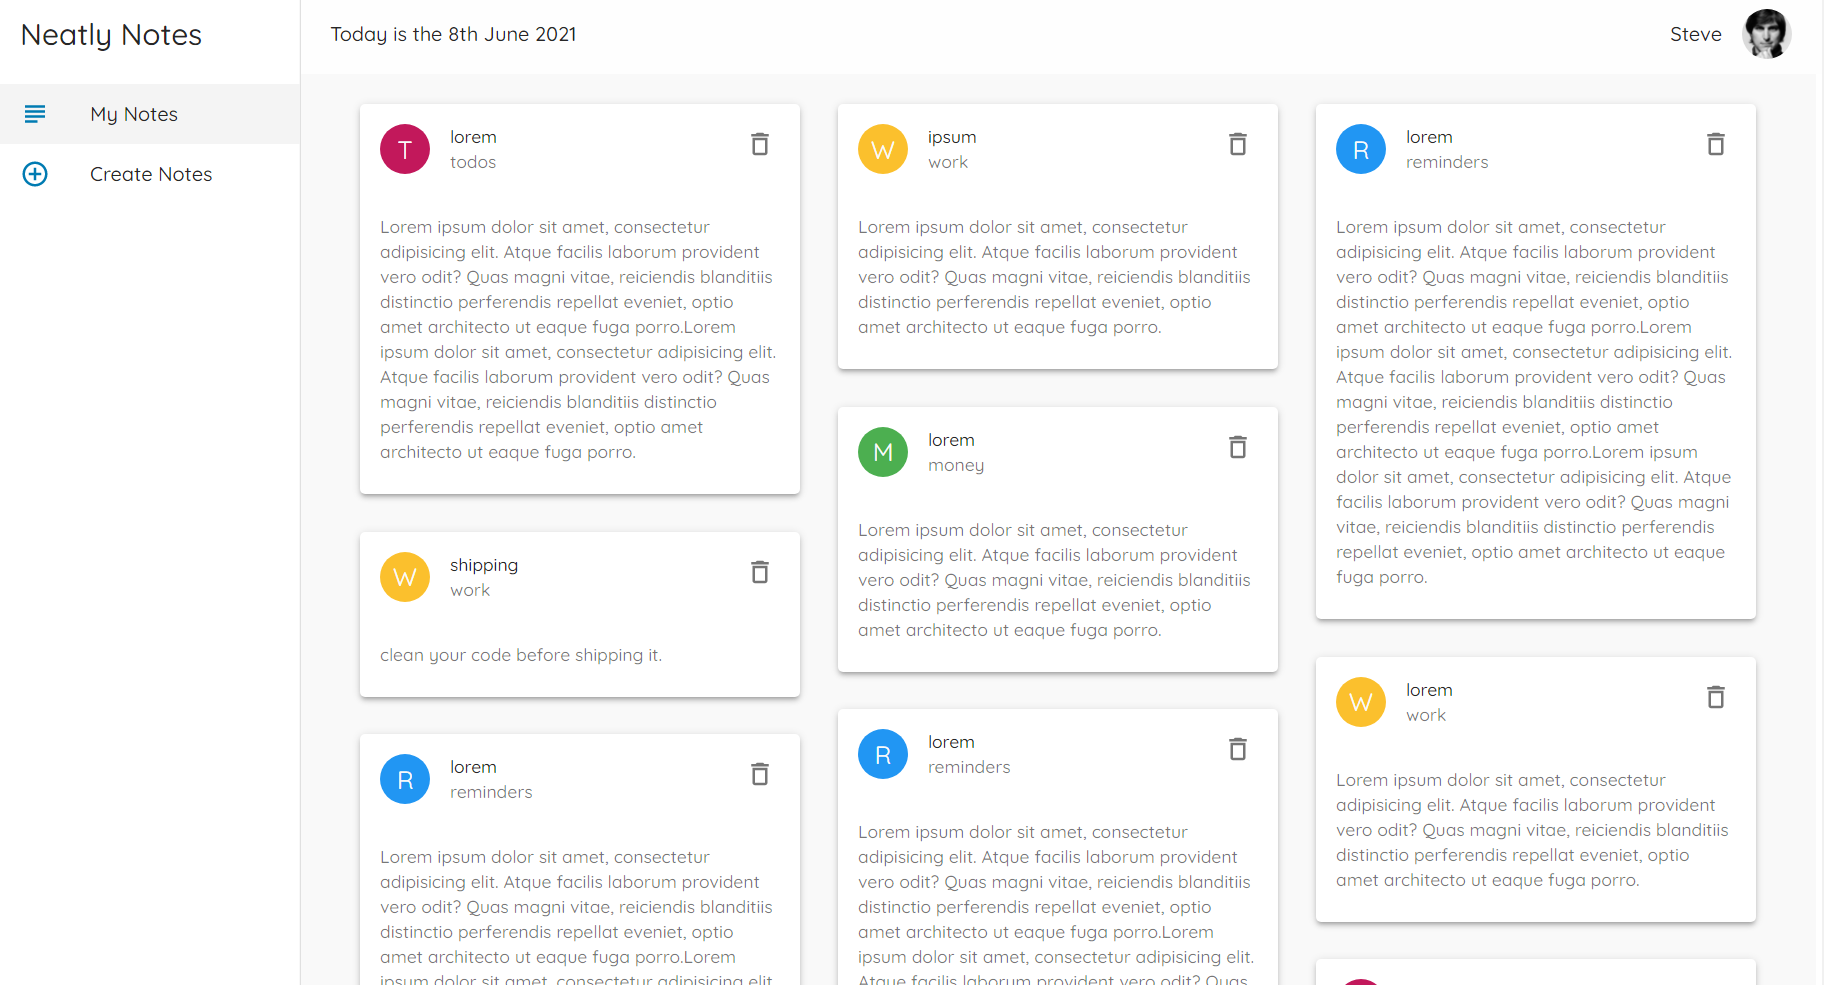 Neatly Notes
My Notes
Create Notes
Today is the 8th June 2021
Steve
T
lorem
todos
Lorem ipsum dolor sit amet, consectetur
adipisicing elit. Atque facilis laborum provident
vero odit? Quas magni vitae, reiciendis blanditiis
distinctio perferendis repellat eveniet, optio
amet architecto ut eaque fuga porro.Lorem
ipsum dolor sit amet, consectetur adipisicing elit.
Atque facilis laborum provident vero odit? Quas
magni vitae, reiciendis blanditiis distinctio
perferendis repellat eveniet, optio amet
architecto ut eaque fuga porro.
W
shipping
work
clean your code before shipping it.
R
lorem
reminders
Lorem ipsum dolor sit amet, consectetur
adipisicing elit. Atque facilis laborum provident
vero odit? Quas magni vitae, reiciendis blanditiis
distinctio perferendis repellat eveniet, optio
amet architecto ut eaque fuga porro.Lorem
ipsum dolor sit amet, consectetur adipisicing elit.
W
ipsum
work
Lorem ipsum dolor sit amet, consectetur
adipisicing elit. Atque facilis laborum provident
vero odit? Quas magni vitae, reiciendis blanditiis
distinctio perferendis repellat eveniet, optio
amet architecto ut eaque fuga porro.
M
lorem
money
Lorem ipsum dolor sit amet, consectetur
adipisicing elit. Atque facilis laborum provident
vero odit? Quas magni vitae, reiciendis blanditiis
distinctio perferendis repellat eveniet, optio
amet architecto ut eaque fuga porro.
R
lorem
reminders
Lorem ipsum dolor sit amet, consectetur
adipisicing elit. Atque facilis laborum provident
vero odit? Quas magni vitae, reiciendis blanditiis
distinctio perferendis repellat eveniet, optio
amet architecto ut eaque fuga porro.Lorem
ipsum dolor sit amet, consectetur adipisicing elit.
Atque facilis laborum provident vero odit? Quas
R
lorem
reminders
Lorem ipsum dolor sit amet, consectetur
adipisicing elit. Atque facilis laborum provident
vero odit? Quas magni vitae, reiciendis blanditiis
distinctio perferendis repellat eveniet, optio
amet architecto ut eaque fuga porro.Lorem
ipsum dolor sit amet, consectetur adipisicing elit.
Atque facilis laborum provident vero odit? Quas
magni vitae, reiciendis blanditiis distinctio
perferendis repellat eveniet, optio amet
architecto ut eaque fuga porro.Lorem ipsum
dolor sit amet, consectetur adipisicing elit. Atque
facilis laborum provident vero odit? Quas magni
vitae, reiciendis blanditiis distinctio perferendis
repellat eveniet, optio amet architecto ut eaque
fuga porro.
W
lorem
work
Lorem ipsum dolor sit amet, consectetur
adipisicing elit. Atque facilis laborum provident
vero odit? Quas magni vitae, reiciendis blanditiis
distinctio perferendis repellat eveniet, optio
amet architecto ut eaque fuga porro.